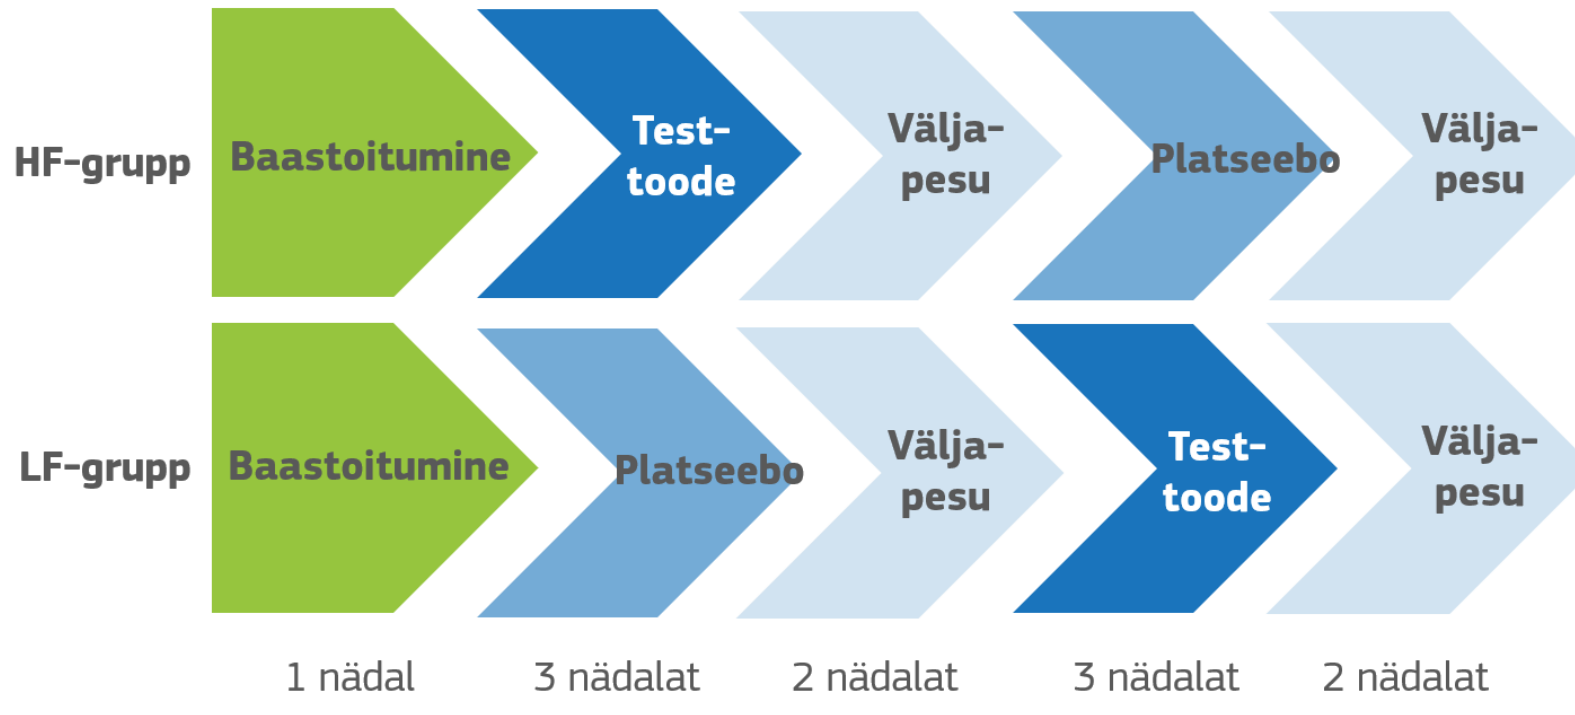 HF-grupp
Baastoitumine
Test-
toode
Välja-
pesu
Platseebo
Välja-
pesu
LF-grupp
Baastoitumine
Platseebo
Välja-
pesu
Test-
toode
Välja-
pesu
1 nädal
3 nädalat
2 nädalat
3 nädalat
2 nädalat